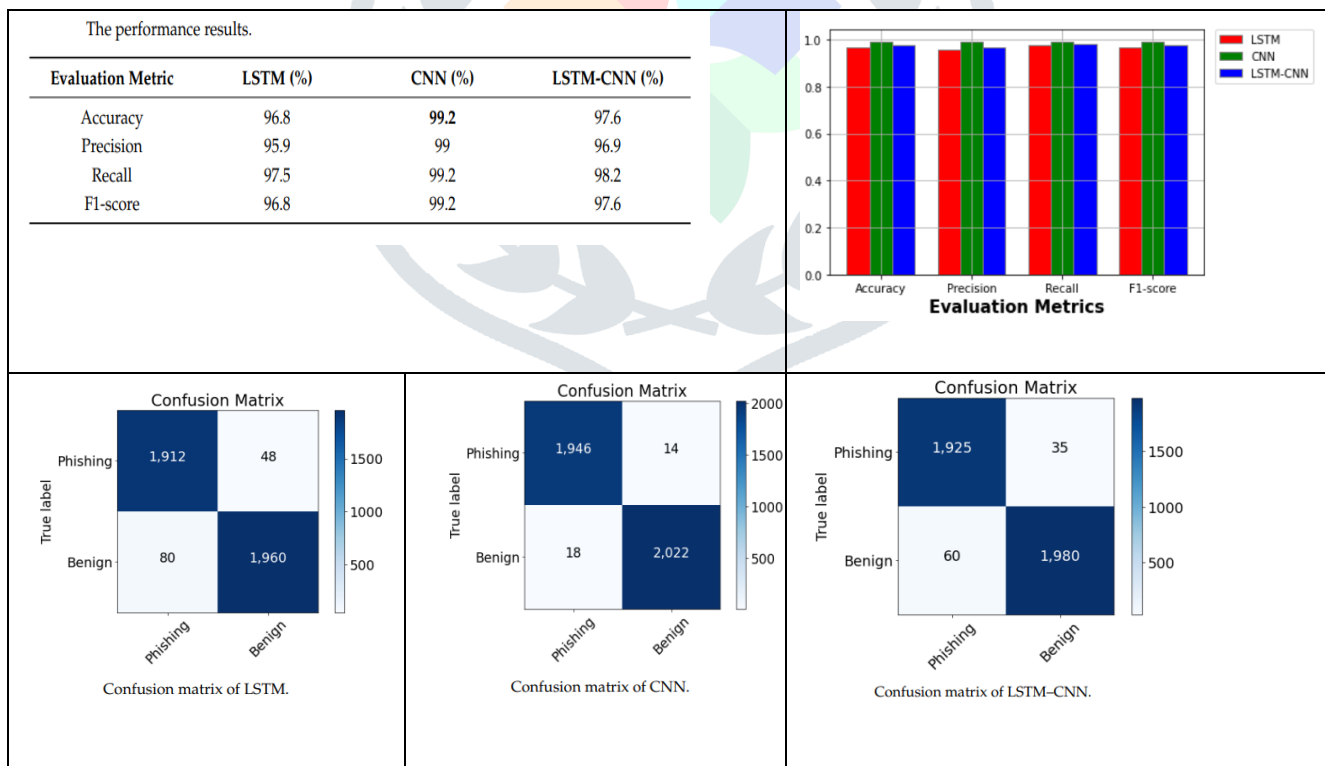 The performance results.
Evaluation Metric LSTM (%) CNN (%) LSTM-CNN (%)
Accuracy 96.8 99.2 97.6
Precision 95.9 99 96.9
Recall 97.5 99.2 98.2
F1-score 96.8 99.2 97.6
1.0
0.8
0.6
0.4
0.2
0.0
Accuracy Precision Recall F1-score
Evaluation Metrics
LSTM
CNN
LSTM-CNN
Confusion Matrix
True label
Phishing 1,912 48
Benign 80 1,960
Phishing Benign
1500
1000
500
Confusion matrix of LSTM.
Confusion Matrix
True label
Phishing 1,946 14
Benign 18 2,022
Phishing Benign
2000
1500
1000
500
Confusion matrix of CNN.
Confusion Matrix
True label
Phishing 1,925 35
Benign 60 1,980
Phishing Benign
1500
1000
500
Confusion matrix of LSTM–CNN.